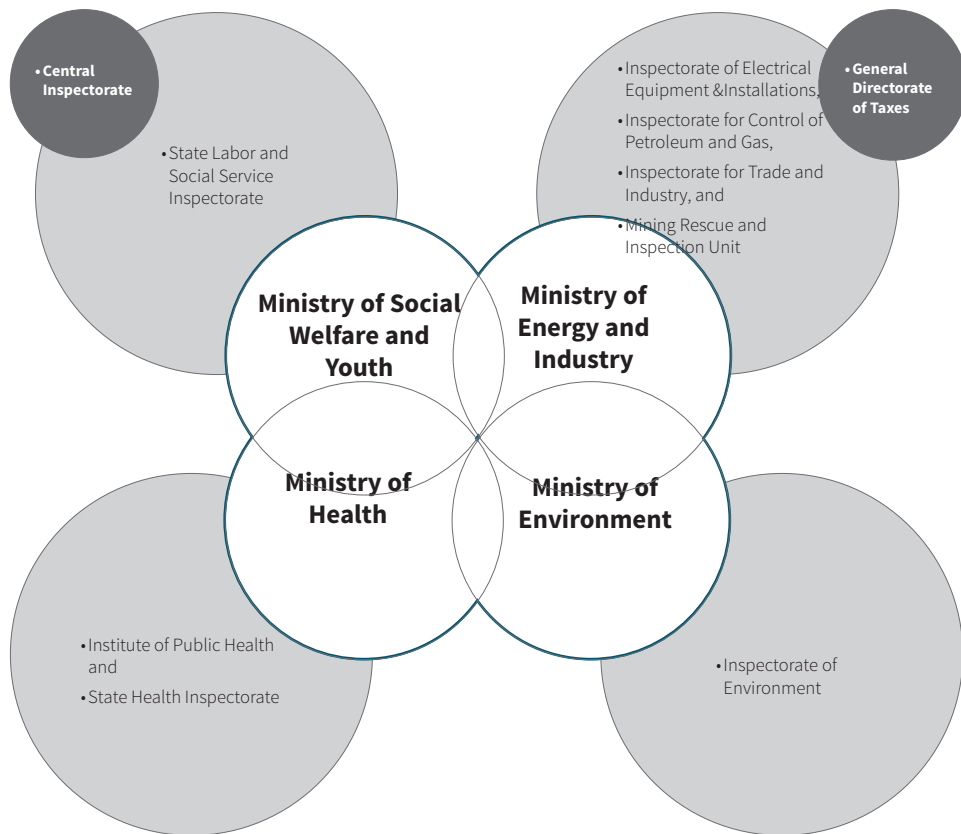 • Central
Inspectorate
• State Labor and
Social Service
Inspectorate
• Inspectorate of Electrical
Equipment &Installations,
• Inspectorate for Control of
Petroleum and Gas,
• Inspectorate for Trade and
Industry, and
• Mining Rescue and
Inspection Unit
• General
Directorate
of Taxes
Ministry of Social
Welfare and
Youth
Ministry of
Energy and
Industry
Ministry of
Health
Ministry of
Environment
• Institute of Public Health
and
• State Health Inspectorate
• Inspectorate of
Environment